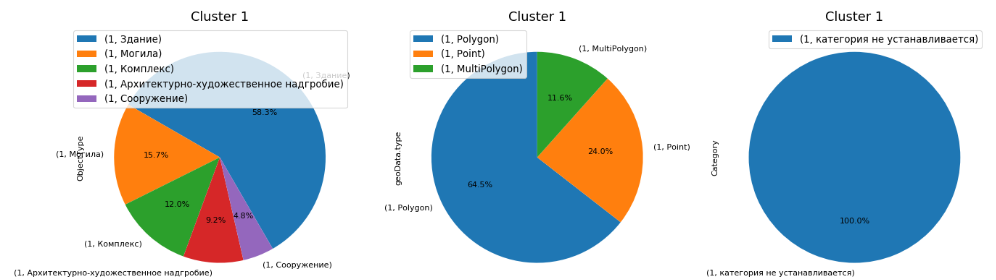 Cluster 1
(1, Здание)
(1, Могила)
(1, Комплекс)
(1, Архитектурно-художественное надгробие)
(1, Сооружение)
(1, Здание)
58.3%
(1, Могила)
15.7%
ObjectType
12.0%
9.2%
4.8%
(1, Комплекс)
(1, Сооружение)
(1, Архитектурно-художественное надгробие)
Cluster 1
(1, Polygon)
(1, Point)
(1, MultiPolygon)
(1, MultiPolygon)
11.6%
24.0%
(1, Point)
geoData.type
64.5%
(1, Polygon)
Cluster 1
(1, категория не устанавливается)
Category
100.0%
(1, категория не устанавливается)